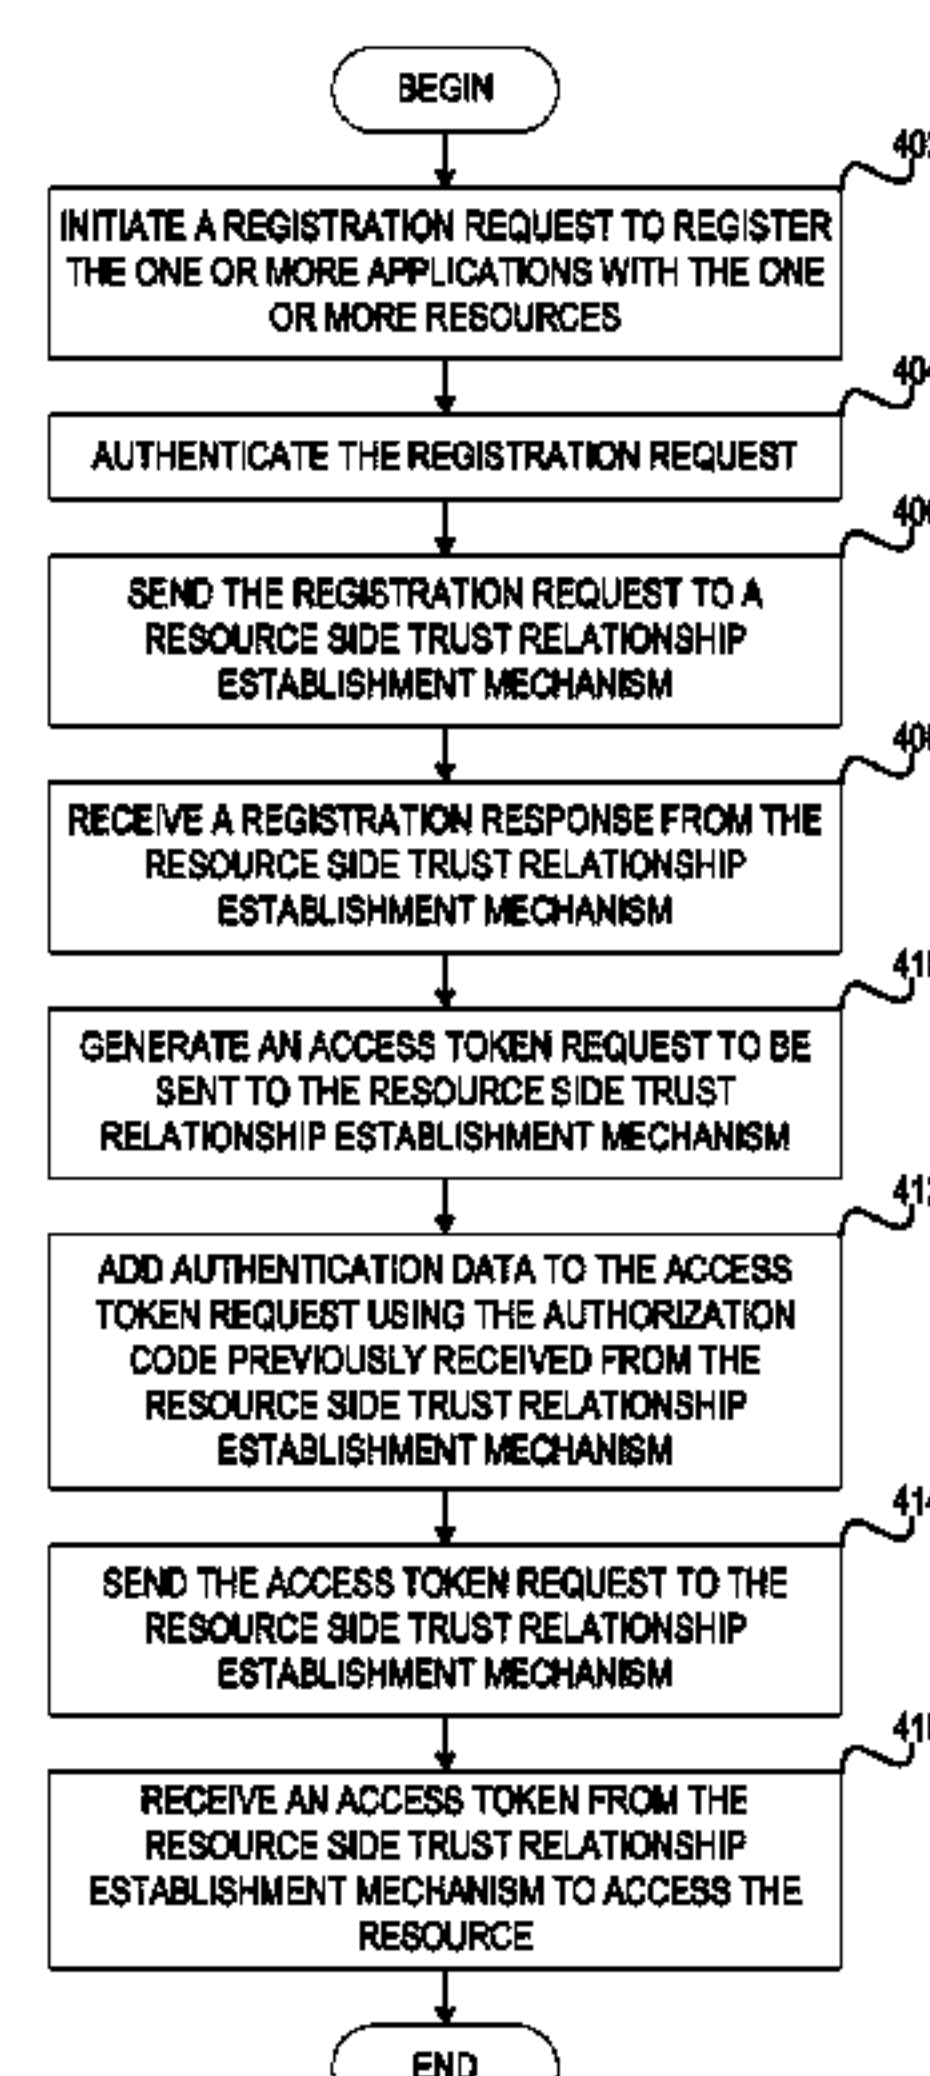 BEGIN
INITIATE A REGISTRATION REQUEST TO REGISTER
THE ONE OR MORE APPLICATIONS WITH THE ONE
OR MORE RESOURCES
AUTHENTICATE THE REGISTRATION REQUEST
404
SEND THE REGISTRATION REQUEST TO A
RESOURCE SIDE TRUST RELATIONSHIP
ESTABLISHMENT MECHANISM
RECEIVE A REGISTRATION RESPONSE FROM THE
RESOURCE SIDE TRUST RELATIONSHIP
ESTABLISHMENT MECHANISM
GENERATE AN ACCESS TOKEN REQUEST TO BE
SENT TO THE RESOURCE SIDE TRUST
RELATIONSHIP ESTABLISHMENT MECHANISM
ADD AUTHENTICATION DATA TO THE ACCESS
TOKEN REQUEST USING THE AUTHORIZATION
CODE PREVIOUSLY RECEIVED FROM THE
RESOURCE SIDE TRUST RELATIONSHIP
ESTABLISHMENT MECHANISM
414
SEND THE ACCESS TOKEN REQUEST TO THE
RESOURCE SIDE TRUST RELATIONSHIP
ESTABLISHMENT MECHANISM
RECEIVE AN ACCESS TOKEN FROM THE
RESOURCE SIDE TRUST RELATIONSHIP
ESTABLISHMENT MECHANISM TO ACCESS THE
RESOURCE
END